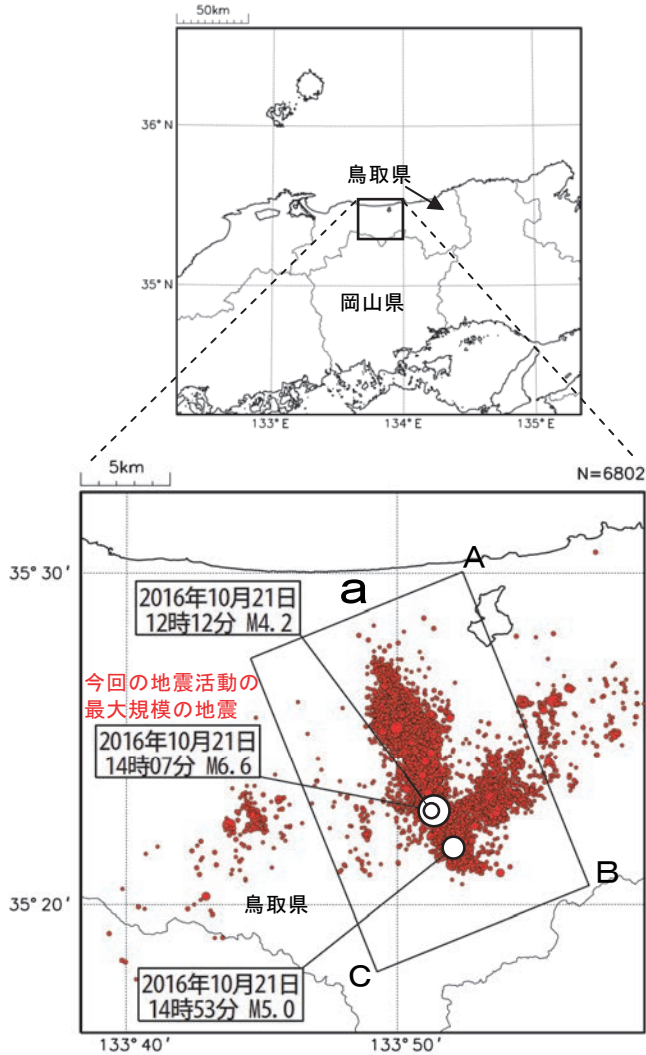 50km
36°N
鳥取県
35°N
岡山県
133°E
134°E
135°E
5km
N=6802
35°30′
A
a
2016年10月21日
12時12分 M4.2
今回の地震活動の
最大規模の地震
2016年10月21日
14時07分 M6.6
B
35°20′
鳥取県
C
2016年10月21日
14時53分 M5.0
133°40′
133°50′